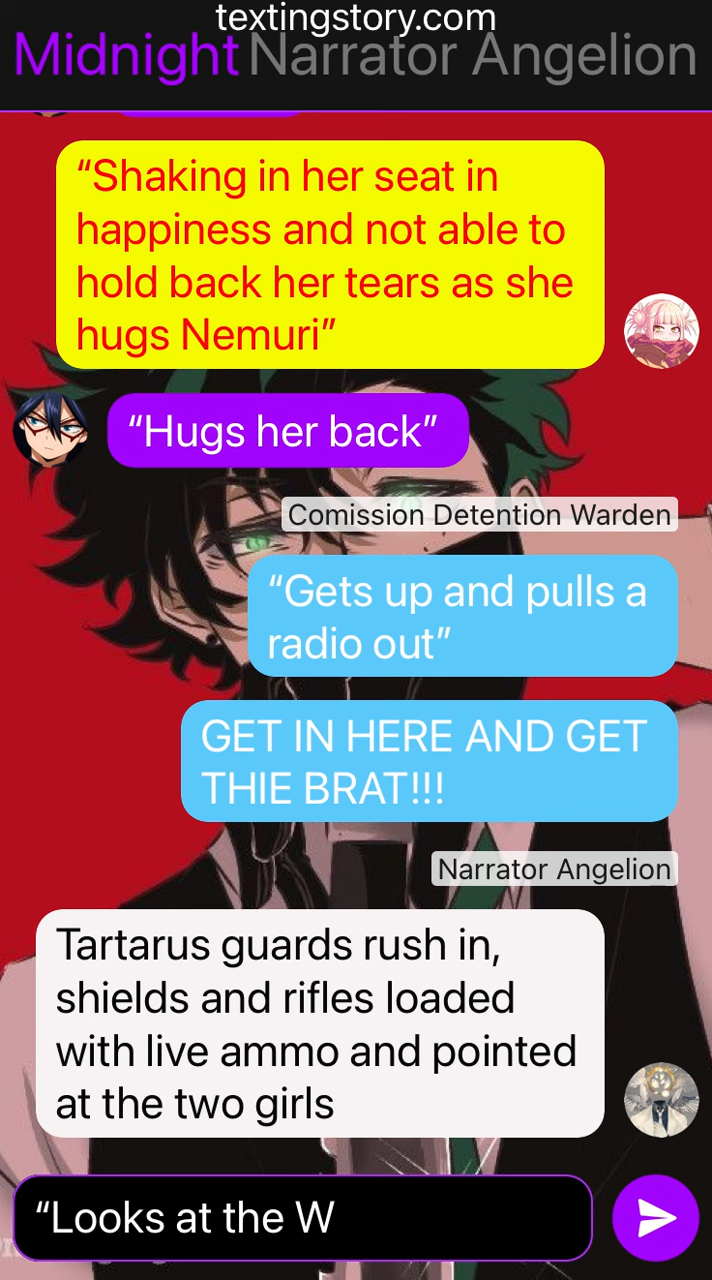 textingstory.com
Midnight Narrator Angelion
“Shaking in her seat in
happiness and not able to
hold back her tears as she
hugs Nemuri”
“Hugs her back”
Comission Detention Warden
“Gets up and pulls a
radio out”
GET IN HERE AND GET
THIE BRAT!!!
Narrator Angelion
Tartarus guards rush in,
shields and rifles loaded
with live ammo and pointed
at the two girls
“Looks at the W